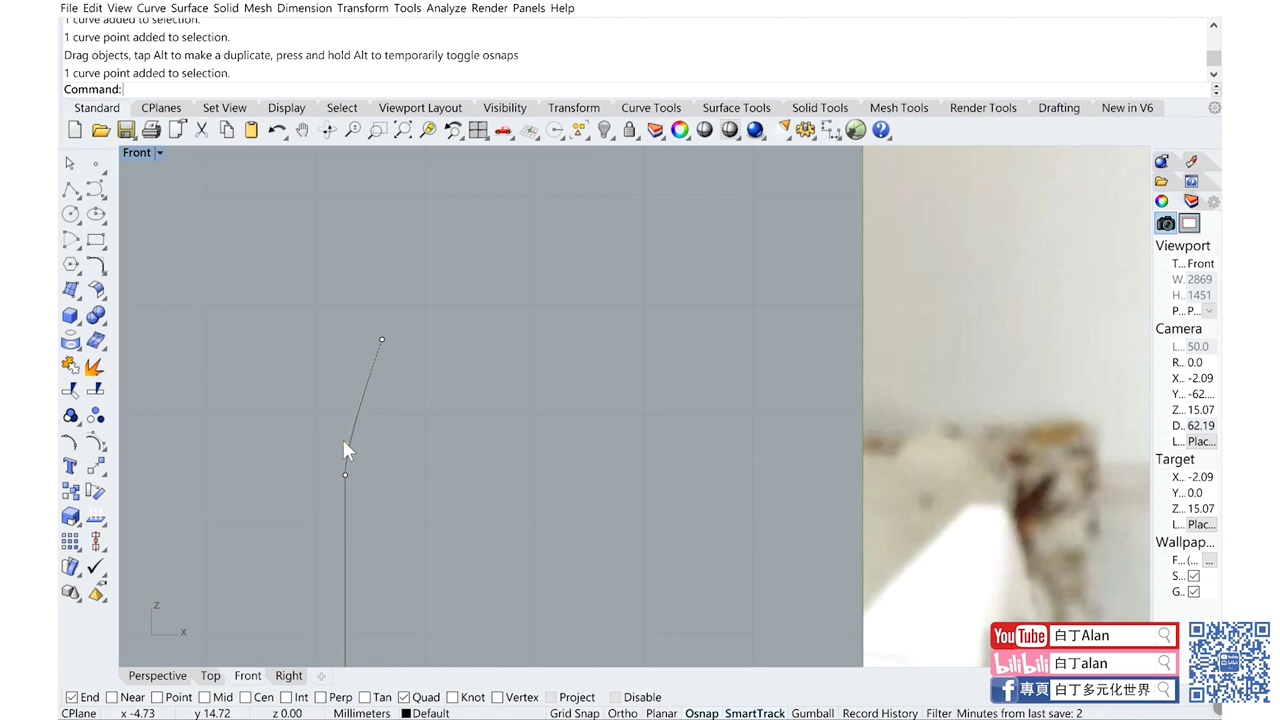 File Edit View Curve Surface Solid Mesh Dimension Transform Tools Analyze Render Panels Help
1 curve added to selection.
1 curve point added to selection.
Drag objects, tap Alt to make a duplicate, press and hold Alt to temporarily toggle osnaps
1 curve point added to selection.
Command:
Standard CPlanes Set View Display Select Viewport Layout Visibility Transform Curve Tools Surface Tools Solid Tools Mesh Tools Render Tools Drafting New in V6
Front
Viewport
T... Front
W. 2869
H.. 1451
P... P...
Camera
L... 50.0
R.. 0.0
X... -2.09
Y... -62....
Z... 15.07
D.. 62.19
L... Plac...
Target
X... -2.09
Y... 0.0
Z... 15.07
L... Plac...
Wallpap...
F... (... ...
S...
G..
z
x
YouTube 白丁Alan
bilibili 白丁alan
f 專頁 白丁多元化世界
Perspective Top Front Right
End Near Point Mid Cen Int Perp Tan Quad Knot Vertex Project Disable
CPlane x -4.73 y 14.72 z 0.00 Millimeters Default Grid Snap Ortho Planar Osnap SmartTrack Gumball Record History Filter Minutes from last save: 2